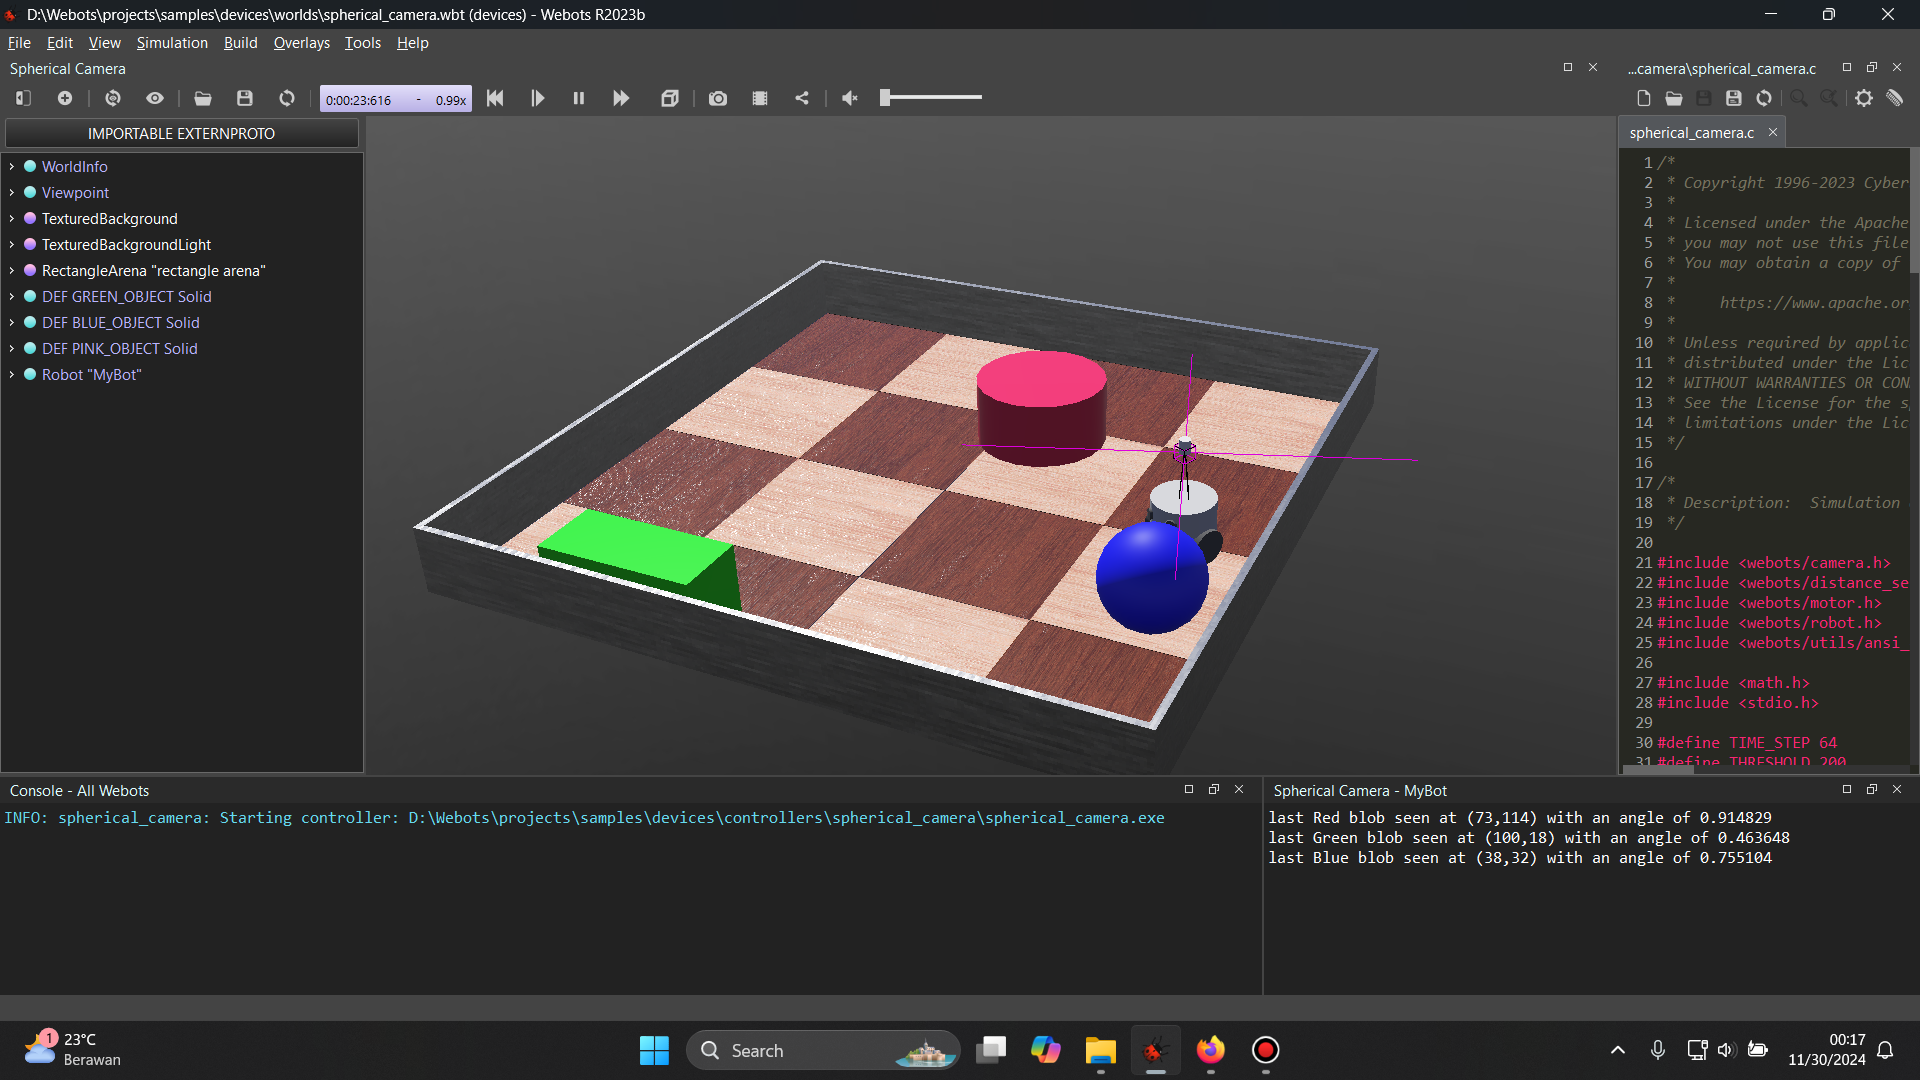 D:\Webots\projects\samples\devices\worlds\spherical_camera.wbt (devices) - Webots R2023b
File Edit View Simulation Build Overlays Tools Help
Spherical Camera
...camera\spherical_camera.c
0:00:23:616 - 0.99x
IMPORTABLE EXTERNPROTO
WorldInfo
Viewpoint
TexturedBackground
TexturedBackgroundLight
RectangleArena "rectangle arena"
DEF GREEN_OBJECT Solid
DEF BLUE_OBJECT Solid
DEF PINK_OBJECT Solid
Robot "MyBot"
spherical_camera.c
1 /*
2 * Copyright 1996-2023 Cyber
3 *
4 * Licensed under the Apache
5 * you may not use this file
6 * You may obtain a copy of
7 *
8 * https://www.apache.or
9 *
10 * Unless required by applic
11 * distributed under the Lic
12 * WITHOUT WARRANTIES OR CON
13 * See the License for the s
14 * limitations under the Lic
15 */
16
17 /*
18 * Description: Simulation
19 */
20
21 #include <webots/camera.h>
22 #include <webots/distance_se
23 #include <webots/motor.h>
24 #include <webots/robot.h>
25 #include <webots/utils/ansi_
26
27 #include <math.h>
28 #include <stdio.h>
29
30 #define TIME_STEP 64
31 #define THRESHOLD 200
Console - All Webots
INFO: spherical_camera: Starting controller: D:\Webots\projects\samples\devices\controllers\spherical_camera\spherical_camera.exe
Spherical Camera - MyBot
last Red blob seen at (73,114) with an angle of 0.914829
last Green blob seen at (100,18) with an angle of 0.463648
last Blue blob seen at (38,32) with an angle of 0.755104
1
23°C
Berawan
Search
00:17
11/30/2024